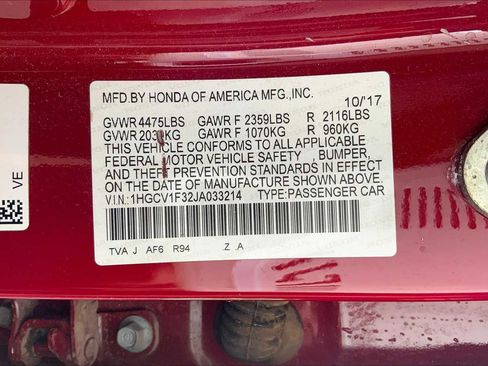 MFD.BY HONDA OF AMERICA MFG.,INC. 10/17
GVWR 4475LBS GAWR F 2359LBS R 2116LBS
GVWR KG GAWR F 1070KG R 960KG
THIS VEHICLE CONFORMS TO ALL APPLICABLE
FEDERAL MOTOR VEHICLE SAFETY , BUMPER,
AND THEFT PREVENTION STANDARDS IN EFFECT
ON THE DATE OF MANUFACTURE SHOWN ABOVE.
V.I.N.:1HGCV1F32JA033214 TYPE:PASSENGER CAR
TVA J AF6 R94 .Z .A
VE